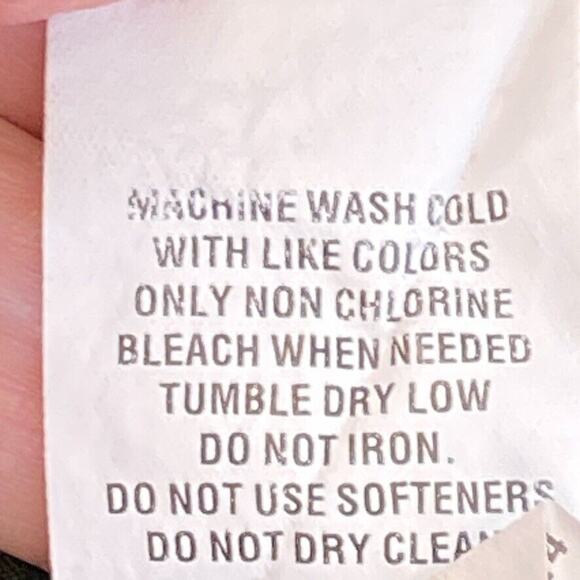 MACHINE WASH COLD
WITH LIKE COLORS
ONLY NON CHLORINE
BLEACH WHEN NEEDED
TUMBLE DRY LOW
DO NOT IRON.
DO NOT USE SOFTENERS
DO NOT DRY CLEAN